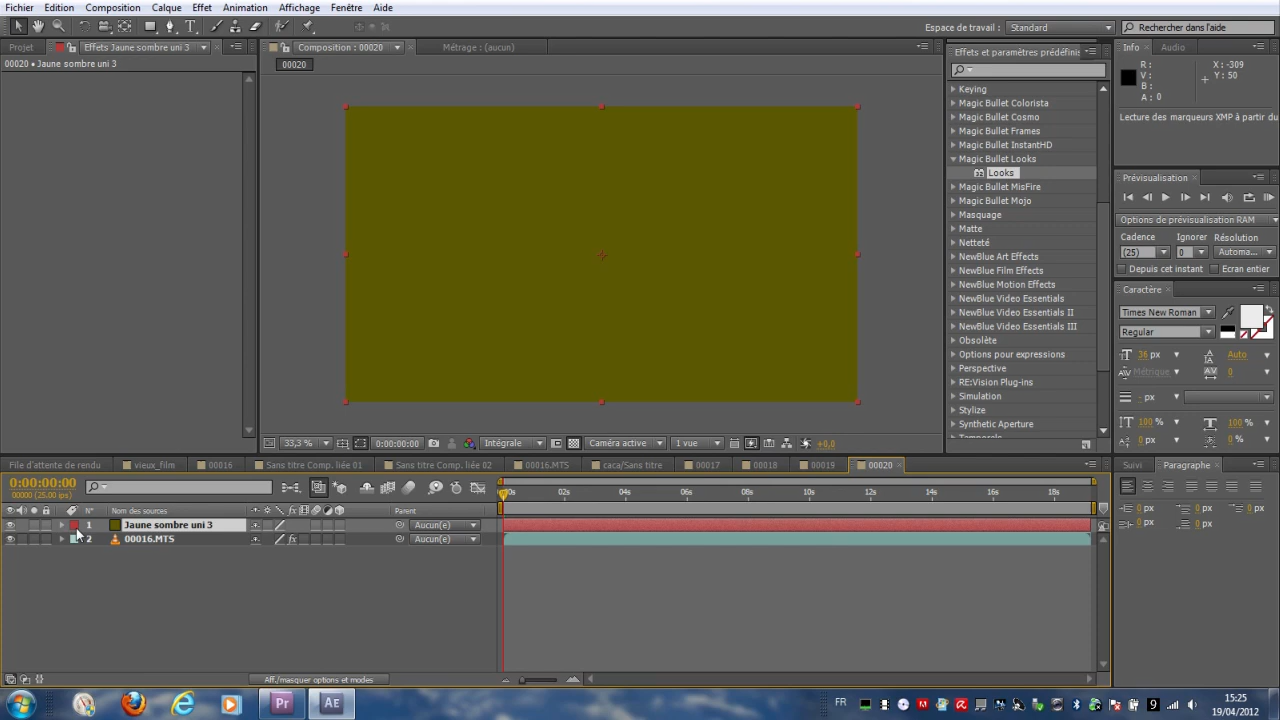 Fichier Edition Composition Calque Effet Animation Affichage Fenêtre Aide
Espace de travail : Standard Rechercher dans l'aide
Projet Effets Jaune sombre uni 3 Composition : 00020 Métrage : (aucun) Effets et paramètres prédéfinis Info Audio
00020 • Jaune sombre uni 3
00020
R :
V :
B :
A : 0
X : -309
Y : 50
Lecture des marqueurs XMP à partir du
Keying
Magic Bullet Colorista
Magic Bullet Cosmo
Magic Bullet Frames
Magic Bullet InstantHD
Magic Bullet Looks
Looks
Magic Bullet MisFire
Magic Bullet Mojo
Masquage
Matte
Netteté
NewBlue Art Effects
NewBlue Film Effects
NewBlue Motion Effects
NewBlue Video Essentials
NewBlue Video Essentials II
NewBlue Video Essentials III
Obsolète
Options pour expressions
Perspective
RE:Vision Plug-ins
Simulation
Stylize
Synthetic Aperture
Prévisualisation
Options de prévisualisation RAM
Cadence Ignorer Résolution
(25) 0 Automa...
Depuis cet instant Ecran entier
Caractère
Times New Roman
Regular
36 px Auto
Métrique 0
- px
100 % 100 %
0 px 0 %
33,3 % 0:00:00:00 Intégrale Caméra active 1 vue +0,0
File d'attente de rendu vieux_film 00016 Sans titre Comp. liée 01 Sans titre Comp. liée 02 00016.MTS caca/Sans titre 00017 00018 00019 00020
Suivi Paragraphe
0:00:00:00
00000 (25.00 ips)
02s 04s 06s 08s 10s 12s 14s 16s 18s
N° Nom des sources Parent
1 Jaune sombre uni 3 Aucun(e)
2 00016.MTS Aucun(e)
0 px 0 px 0 px
0 px 0 px
Aff./masquer options et modes
Pr Ae FR 9 15:25
19/04/2012